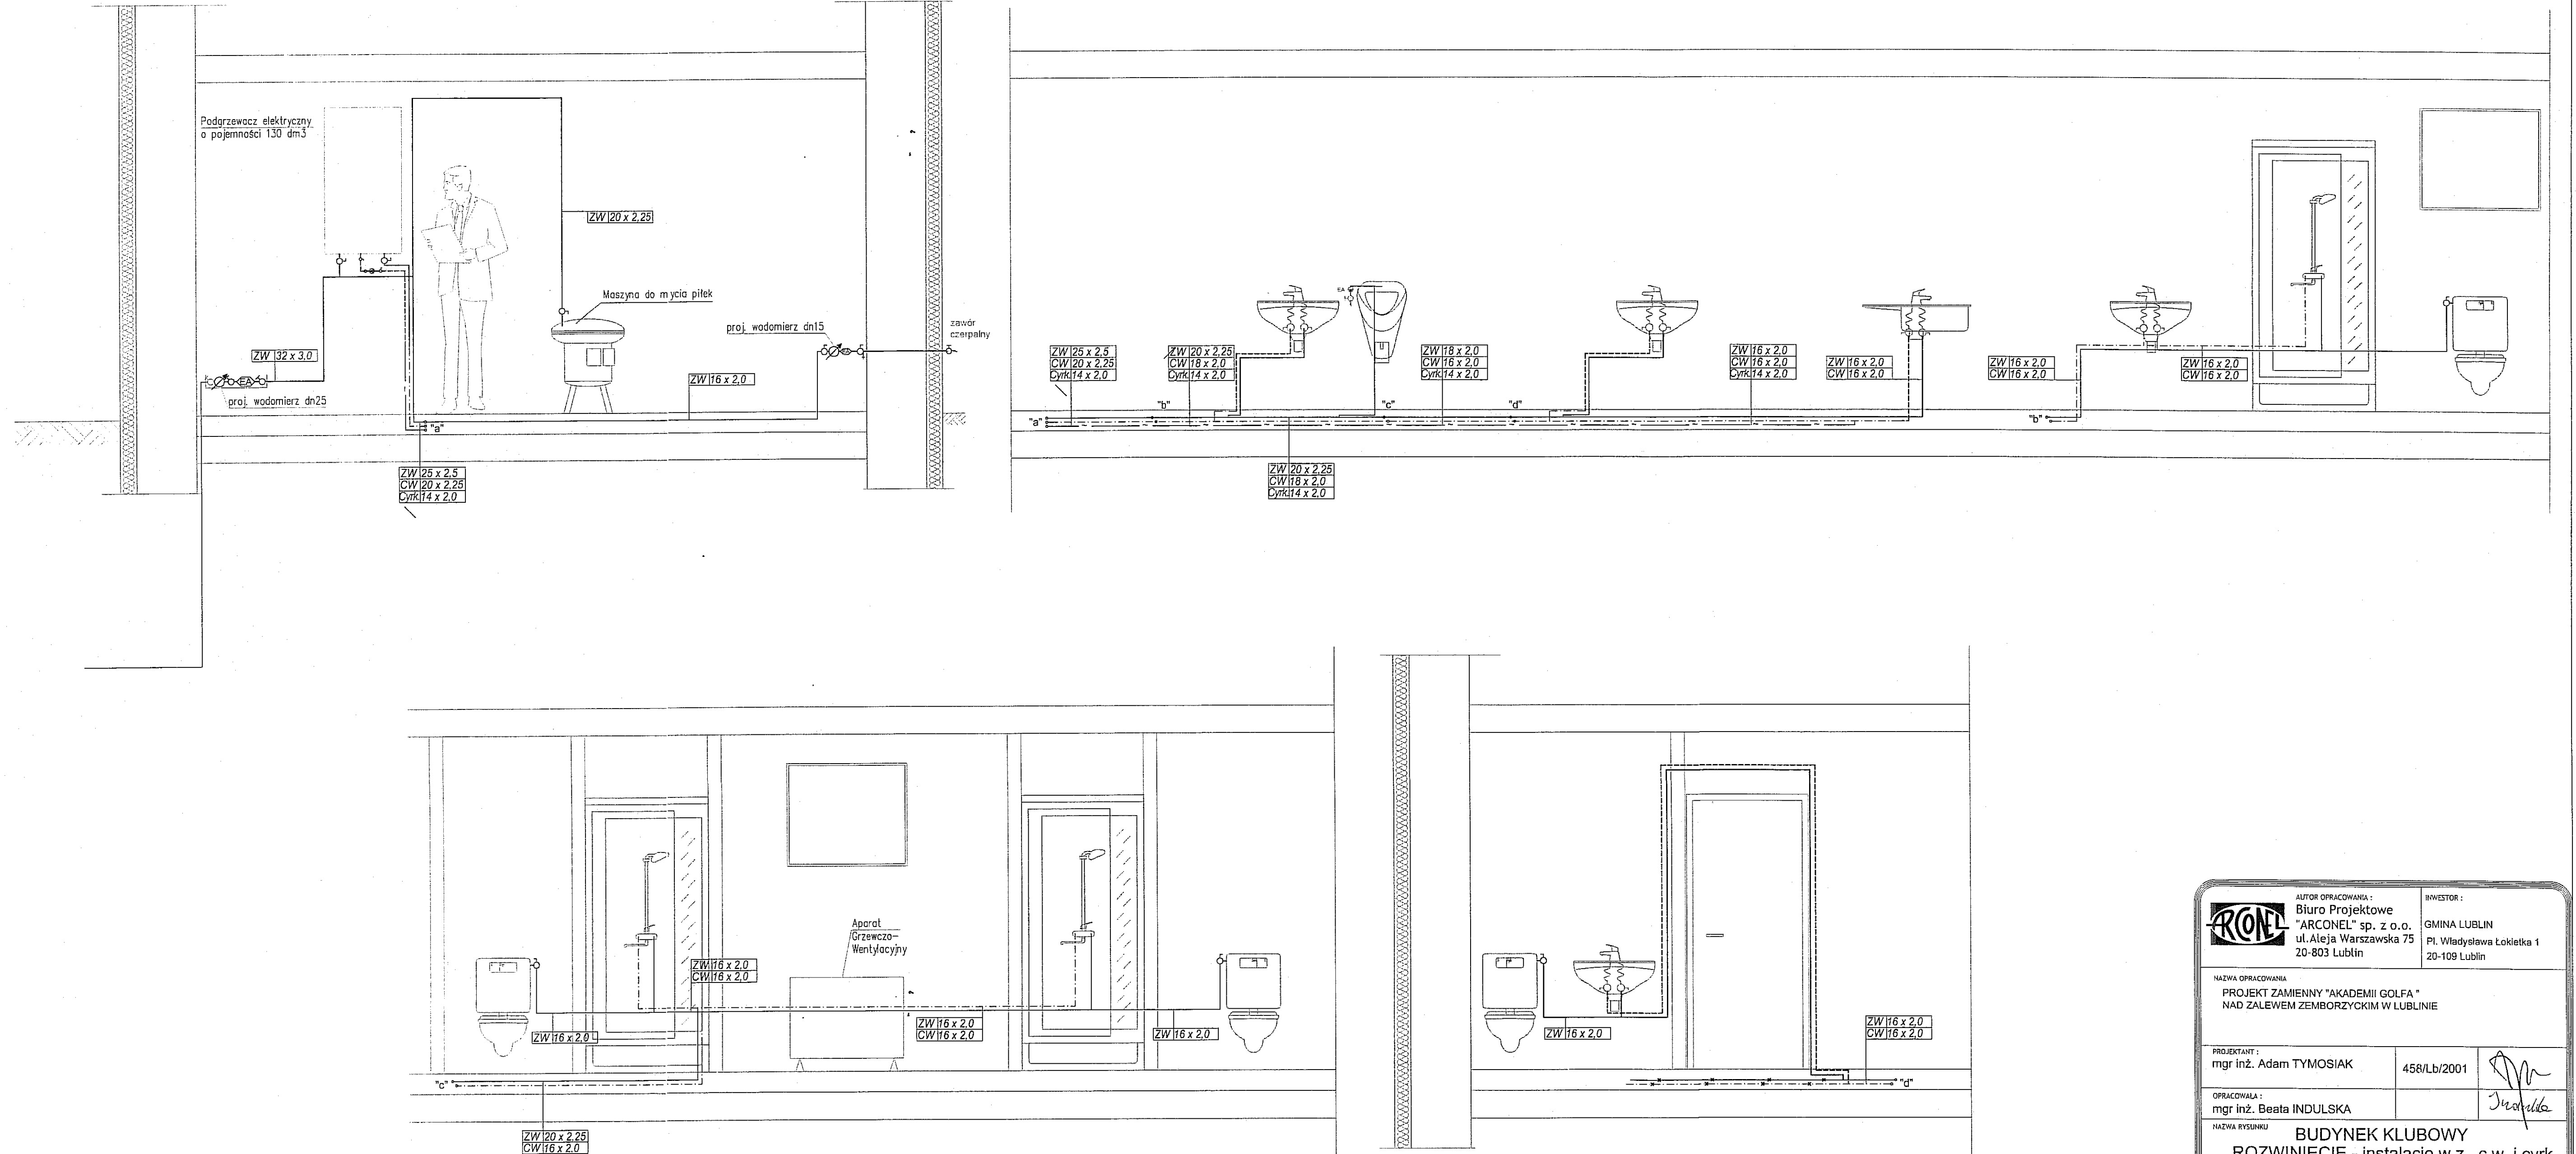 Podgrzewacz elektryczny
o pojemności 130 dm3
ZW 20 x 2,25
Maszyna do mycia piłek
proj. wodomierz dn15
zawór
czerpalny
ZW 32 x 3,0
EA
proj. wodomierz dn25
ZW 16 x 2,0
"a"
ZW 25 x 2,5
CW 20 x 2,25
Cyrk. 14 x 2,0
EA
ZW 25 x 2,5
CW 20 x 2,25
Cyrk. 14 x 2,0
ZW 20 x 2,25
CW 18 x 2,0
Cyrk. 14 x 2,0
ZW 18 x 2,0
CW 16 x 2,0
Cyrk. 14 x 2,0
ZW 16 x 2,0
CW 16 x 2,0
Cyrk. 14 x 2,0
ZW 16 x 2,0
CW 16 x 2,0
ZW 16 x 2,0
CW 16 x 2,0
ZW 16 x 2,0
CW 16 x 2,0
"a"
"b"
"c"
"d"
"b"
ZW 20 x 2,25
CW 18 x 2,0
Cyrk. 14 x 2,0
Aparat
Grzewczo-
Wentylacyjny
ZW 16 x 2,0
CW 16 x 2,0
ZW 16 x 2,0
ZW 16 x 2,0
CW 16 x 2,0
ZW 16 x 2,0
"c"
ZW 20 x 2,25
CW 16 x 2,0
ZW 16 x 2,0
ZW 16 x 2,0
CW 16 x 2,0
"d"
ARCONEL
AUTOR OPRACOWANIA :
Biuro Projektowe
"ARCONEL" sp. z o.o.
ul.Aleja Warszawska 75
20-803 Lublin
INWESTOR :
GMINA LUBLIN
Pl. Władysława Łokietka 1
20-109 Lublin
NAZWA OPRACOWANIA
PROJEKT ZAMIENNY "AKADEMII GOLFA "
NAD ZALEWEM ZEMBORZYCKIM W LUBLINIE
PROJEKTANT :
mgr inż. Adam TYMOSIAK
458/Lb/2001
OPRACOWAŁA :
mgr inż. Beata INDULSKA
Indulska
NAZWA RYSUNKU
BUDYNEK KLUBOWY
ROZWINIĘCIE - instalacje w.z., c.w. i cyrk.